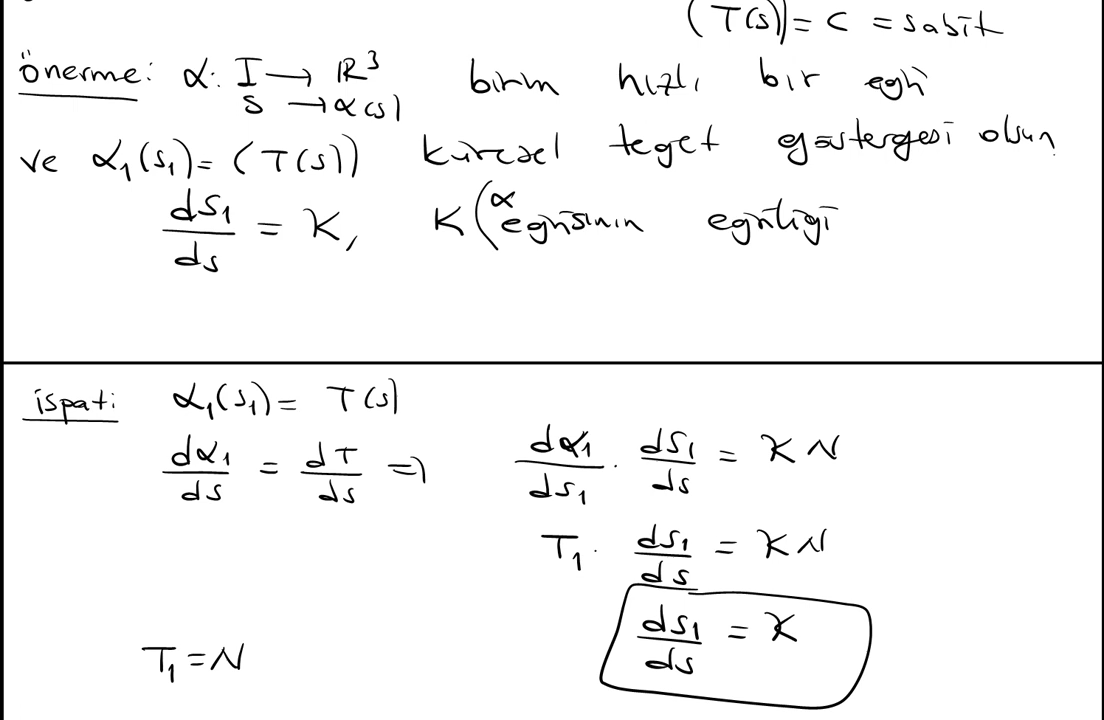 (T(s)) = c = sabit
önerme: α: I → ℝ³ birim hızlı bir eğri
s → α(s)
ve α₁(s₁) = (T(s)) küresel teğet göstergesi olsun
ds₁/ds = κ, κ(α eğrisinin eğriliği
ispatı: α₁(s₁) = T(s)
dα₁/ds = dT/ds ⇒ dα₁/ds₁ · ds₁/ds = κN
T₁ · ds₁/ds = κN
ds₁/ds = κ
T₁ = N